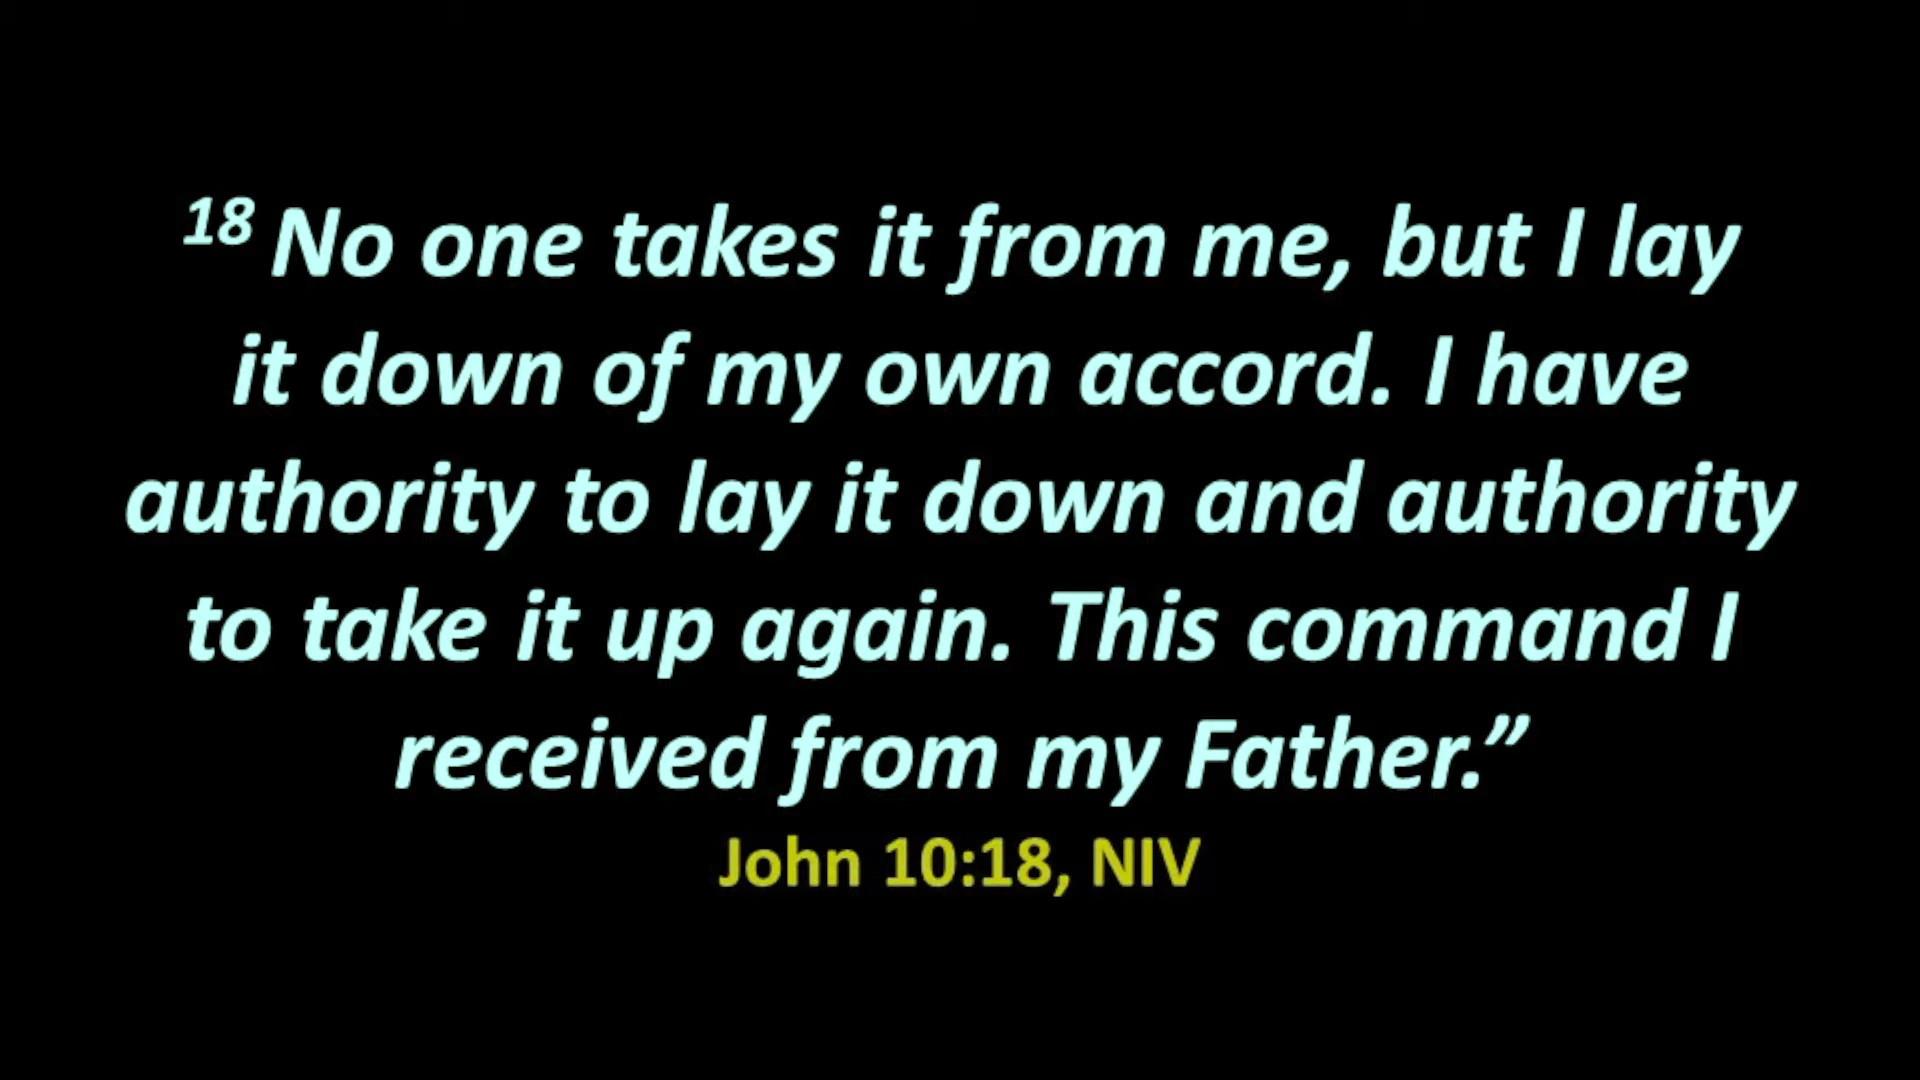 18 No one takes it from me, but I lay
it down of my own accord. I have
authority to lay it down and authority
to take it up again. This command I
received from my Father.”
John 10:18, NIV